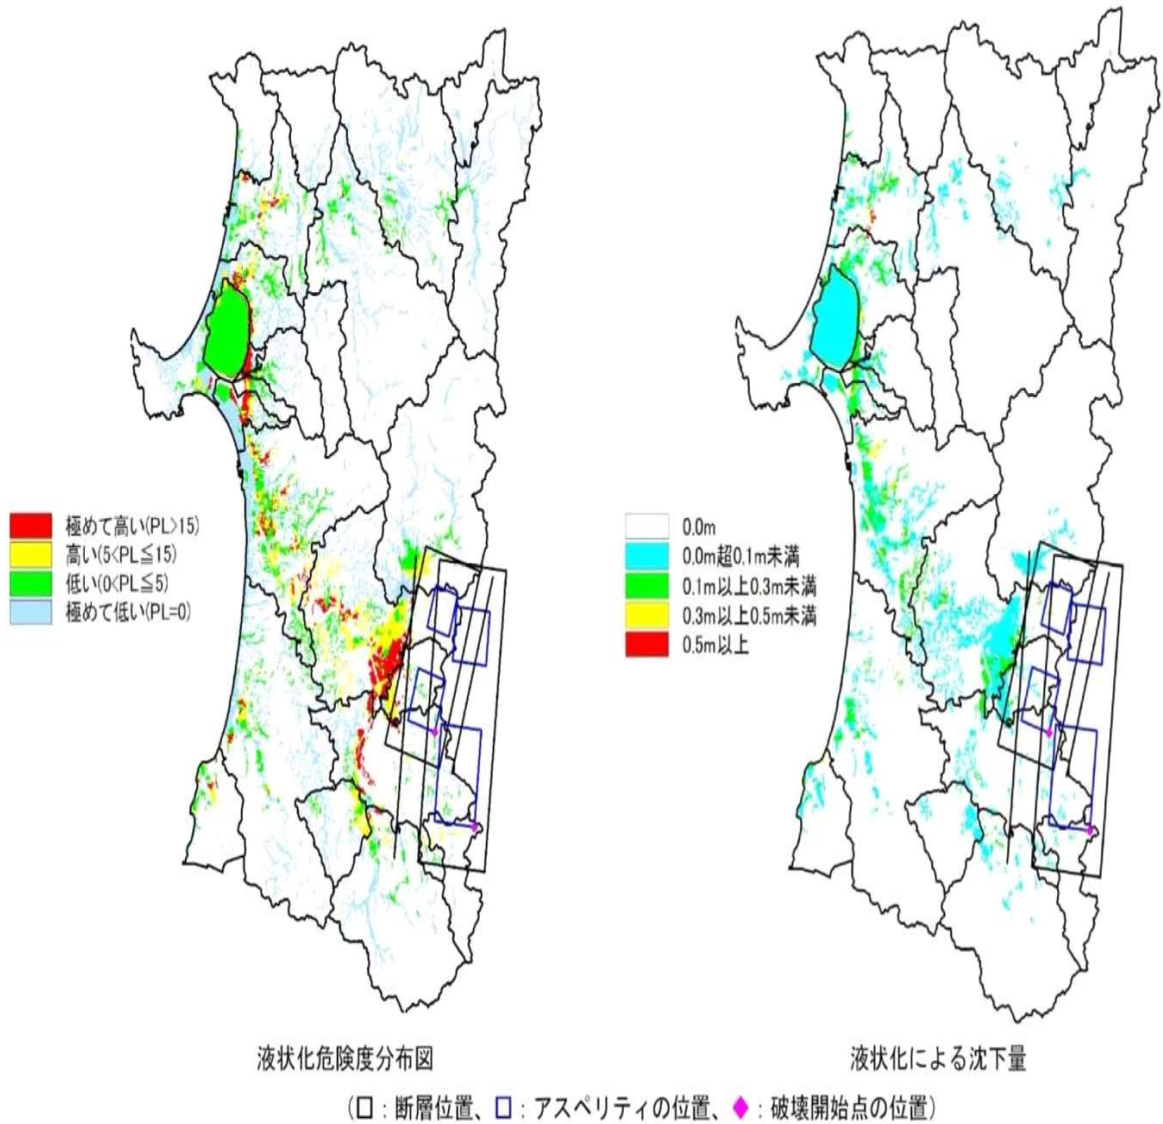 極めて高い(PL>15)
高い(5<PL≦15)
低い(0<PL≦5)
極めて低い(PL=0)
0.0m
0.0m超0.1m未満
0.1m以上0.3m未満
0.3m以上0.5m未満
0.5m以上
液状化危険度分布図
液状化による沈下量
(□：断層位置、□：アスペリティの位置、◆：破壊開始点の位置)